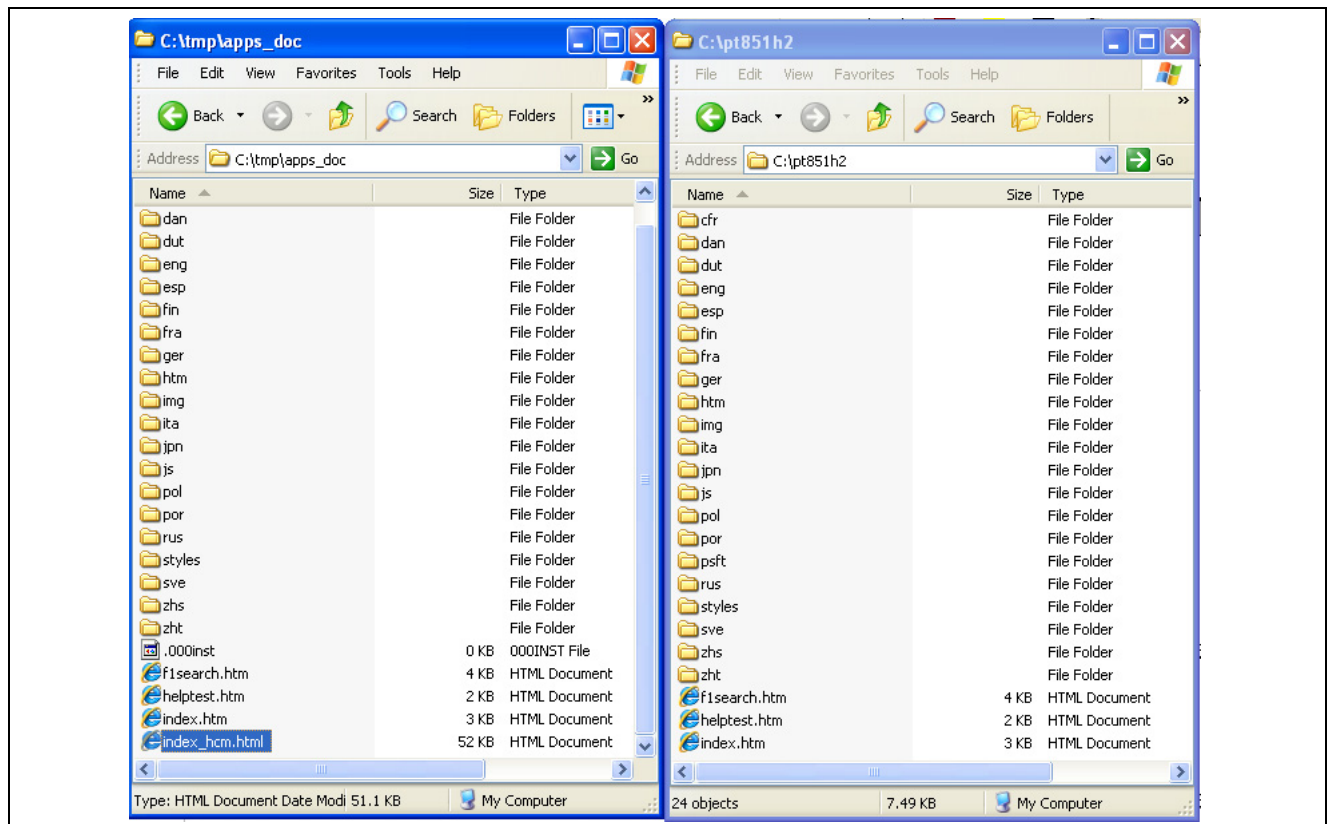 C:\tmp\apps_doc
File Edit View Favorites Tools Help
Back Search Folders
Address C:\tmp\apps_doc Go
Name Size Type
dan File Folder
dut File Folder
eng File Folder
esp File Folder
fin File Folder
fra File Folder
ger File Folder
htm File Folder
img File Folder
ita File Folder
jpn File Folder
js File Folder
pol File Folder
por File Folder
rus File Folder
styles File Folder
sve File Folder
zhs File Folder
zht File Folder
.000inst 0 KB 000INST File
f1search.htm 4 KB HTML Document
helptest.htm 2 KB HTML Document
index.htm 3 KB HTML Document
index_hcm.html 52 KB HTML Document
Type: HTML Document Date Modi 51.1 KB My Computer
C:\pt851h2
File Edit View Favorites Tools Help
Back Search Folders
Address C:\pt851h2 Go
Name Size Type
cfr File Folder
dan File Folder
dut File Folder
eng File Folder
esp File Folder
fin File Folder
fra File Folder
ger File Folder
htm File Folder
img File Folder
ita File Folder
jpn File Folder
js File Folder
pol File Folder
por File Folder
psft File Folder
rus File Folder
styles File Folder
sve File Folder
zhs File Folder
zht File Folder
f1search.htm 4 KB HTML Document
helptest.htm 2 KB HTML Document
index.htm 3 KB HTML Document
24 objects 7.49 KB My Computer